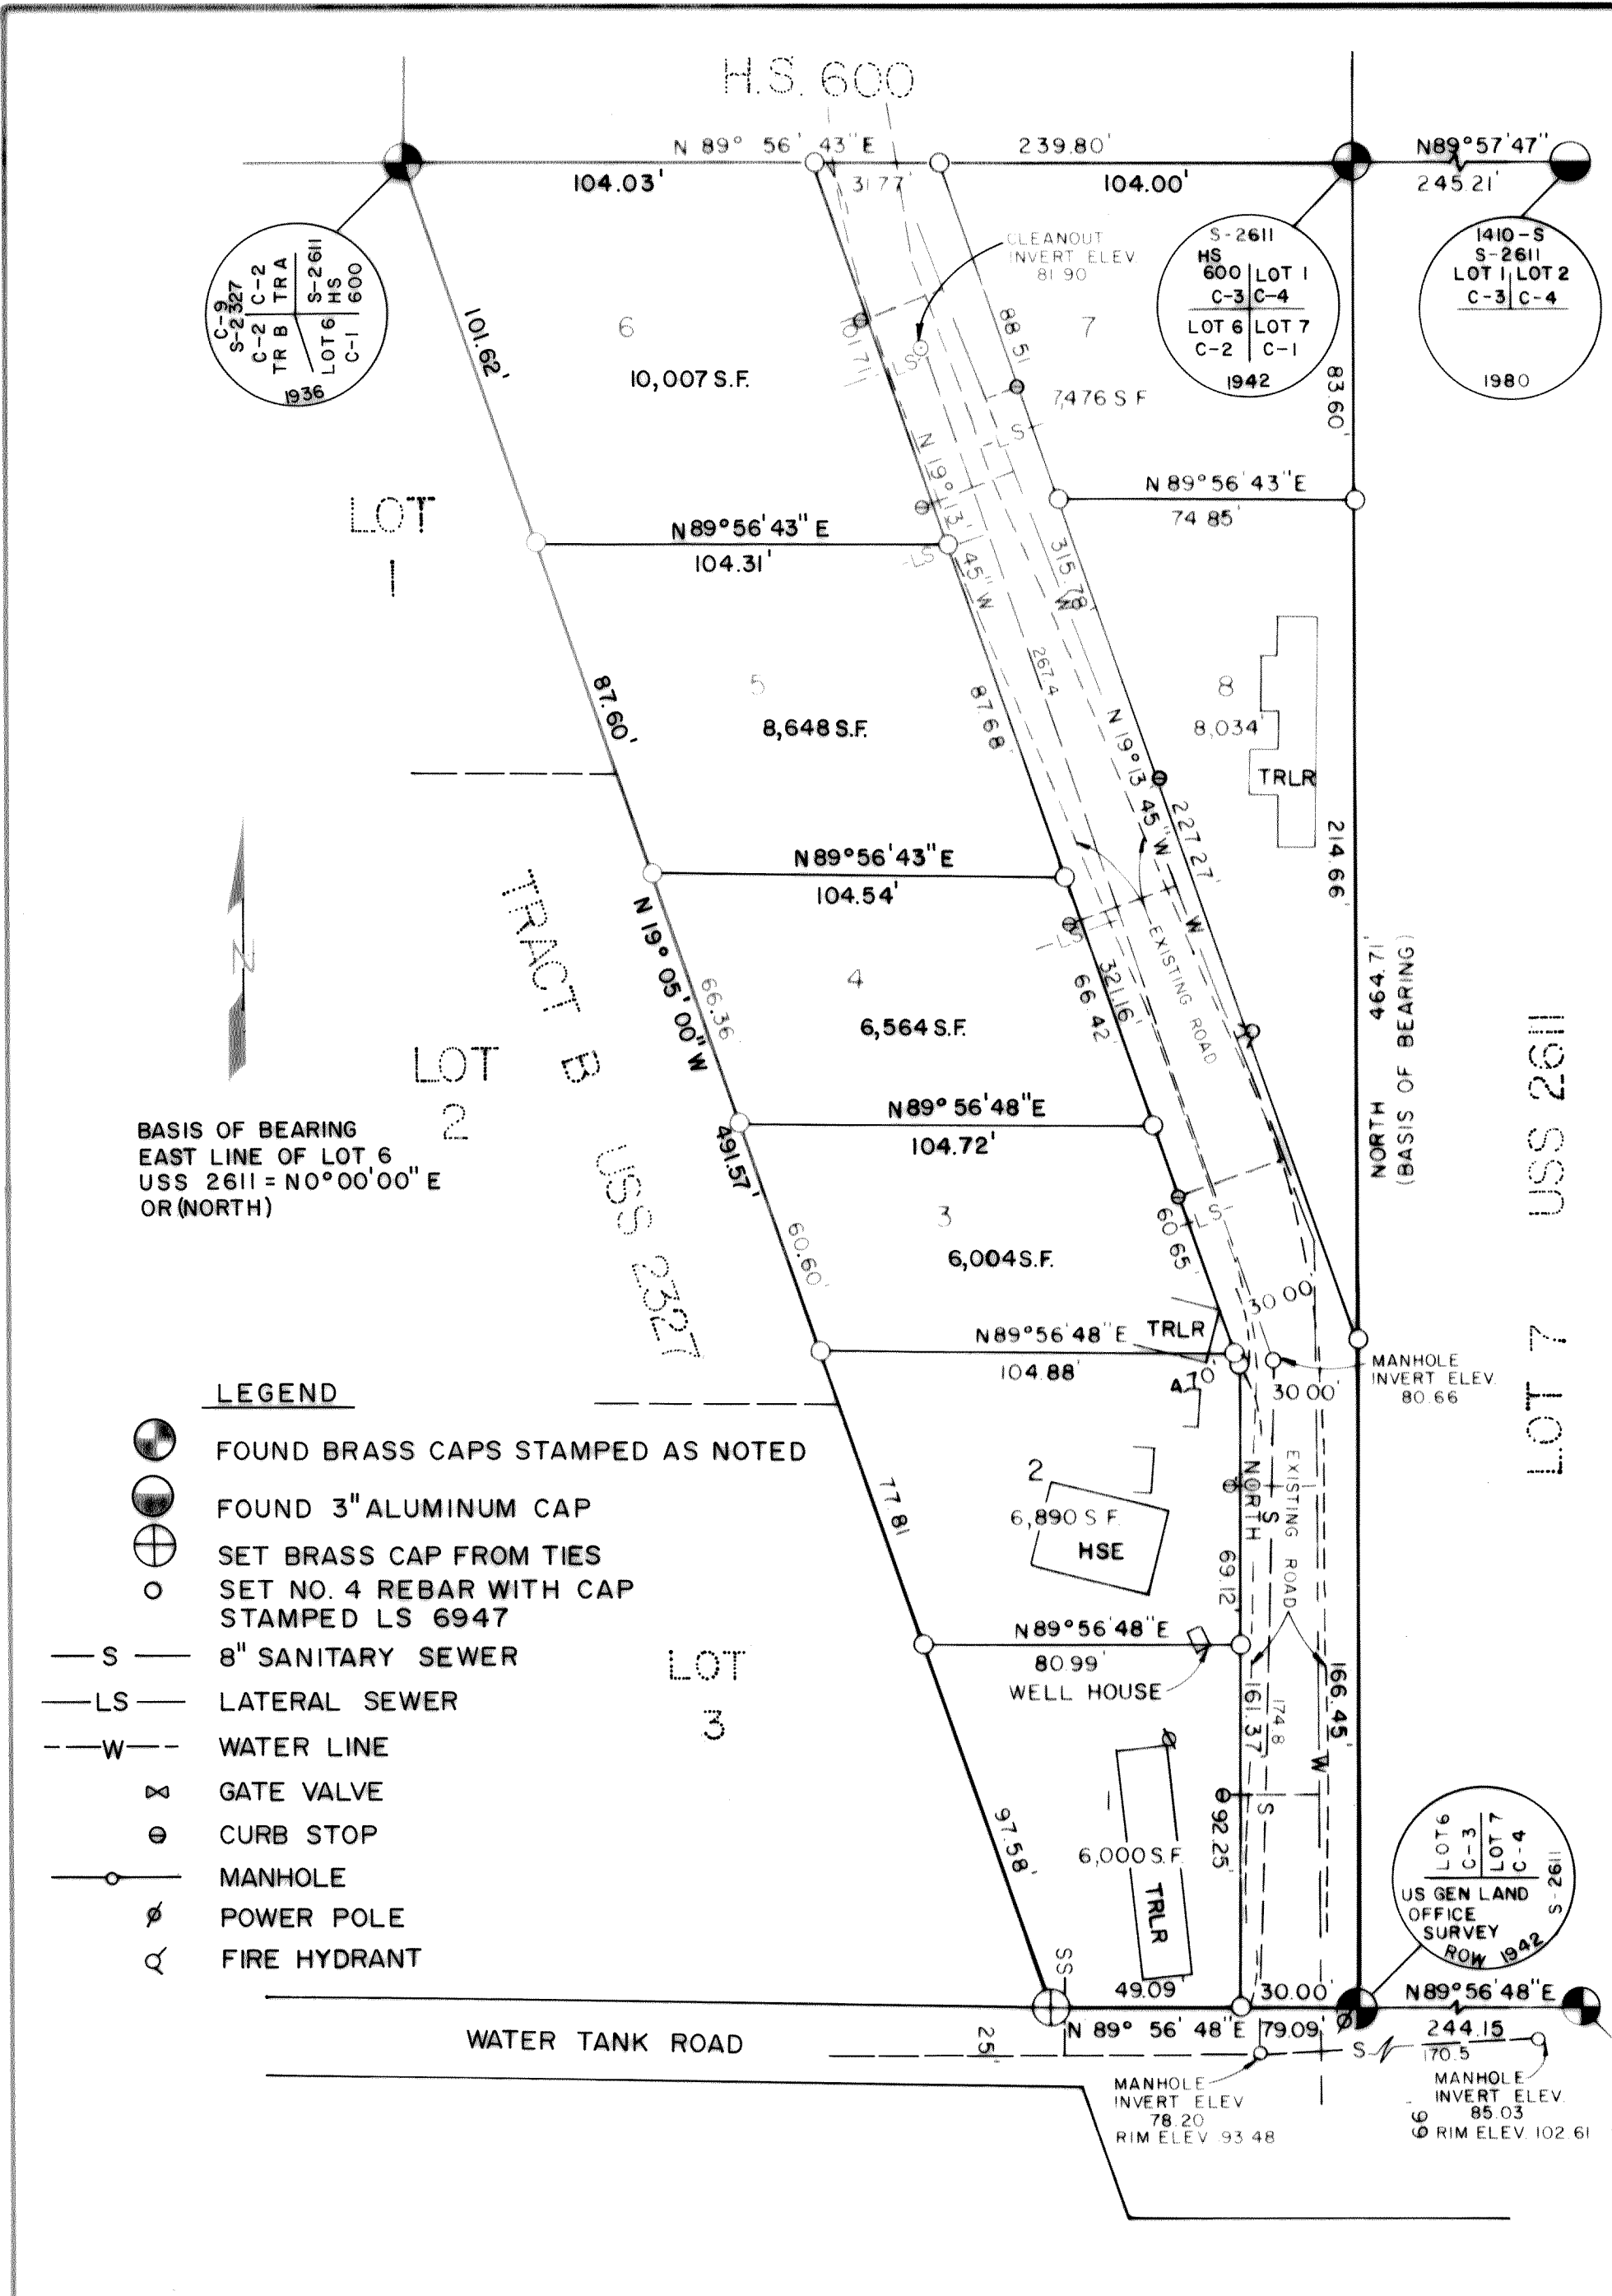 H.S. 600
N 89° 56' 43" E
239.80'
N89°57'47"
104.03'
31.77'
104.00'
245.21'
C-9
S-2327
C-2 C-2
TR B TR A
LOT 6 S-2611
HS
C-1 600
1936
CLEANOUT
INVERT ELEV.
81.90
S-2611
HS
600 LOT 1
C-3 C-4
LOT 6 LOT 7
C-2 C-1
1942
1410-S
S-2611
LOT 1 LOT 2
C-3 C-4
1980
101.62'
6
10,007 S.F.
91.71'
LS
88.51
7
7,476 S F
83.60'
LS
N 19° 13' 45" W
LOT
1
N89°56'43" E
104.31'
LS
N 89°56'43"E
74.85'
315.78'
W
267.4
87.60'
5
8,648 S.F.
87.68'
N 19°13'45"W
227.27'
8
8,034'
TRLR
214.66'
N89°56'43"E
104.54'
LS
W
EXISTING ROAD
TRACT B USS 2327
N 19° 05' 00" W
491.57'
66.36'
4
6,564 S.F.
66.42'
321.16'
NORTH 464.71'
(BASIS OF BEARING)
LOT 7 USS 2611
N
LOT
2
BASIS OF BEARING
EAST LINE OF LOT 6
USS 2611 = N0°00'00" E
OR (NORTH)
N89°56'48"E
104.72'
60.60'
3
6,004 S.F.
60.65'
LS
30.00'
N89°56'48"E
TRLR
104.88'
4.70'
30.00'
MANHOLE
INVERT ELEV.
80.66
LEGEND
FOUND BRASS CAPS STAMPED AS NOTED
FOUND 3" ALUMINUM CAP
SET BRASS CAP FROM TIES
SET NO. 4 REBAR WITH CAP
STAMPED LS 6947
S 8" SANITARY SEWER
LS LATERAL SEWER
W WATER LINE
GATE VALVE
CURB STOP
MANHOLE
POWER POLE
FIRE HYDRANT
77.81
2
6,890 S F.
HSE
NORTH
S
EXISTING ROAD
69.12'
N89°56'48"E
80.99'
WELL HOUSE
LOT
3
161.37'
174.8
166.45'
W
97.58'
1
6,000 S.F.
TRLR
92.25'
S
LOT 6
C-3
LOT 7
C-4
S-2611
US GEN LAND
OFFICE
SURVEY
ROW 1942
SS
49.09'
30.00'
N89°56'48"E
WATER TANK ROAD
25'
N 89° 56' 48"E 79.09'
S
244.15
170.5
MANHOLE
INVERT ELEV
78.20
RIM ELEV. 93.48
66'
MANHOLE
INVERT ELEV.
85.03
RIM ELEV. 102.61